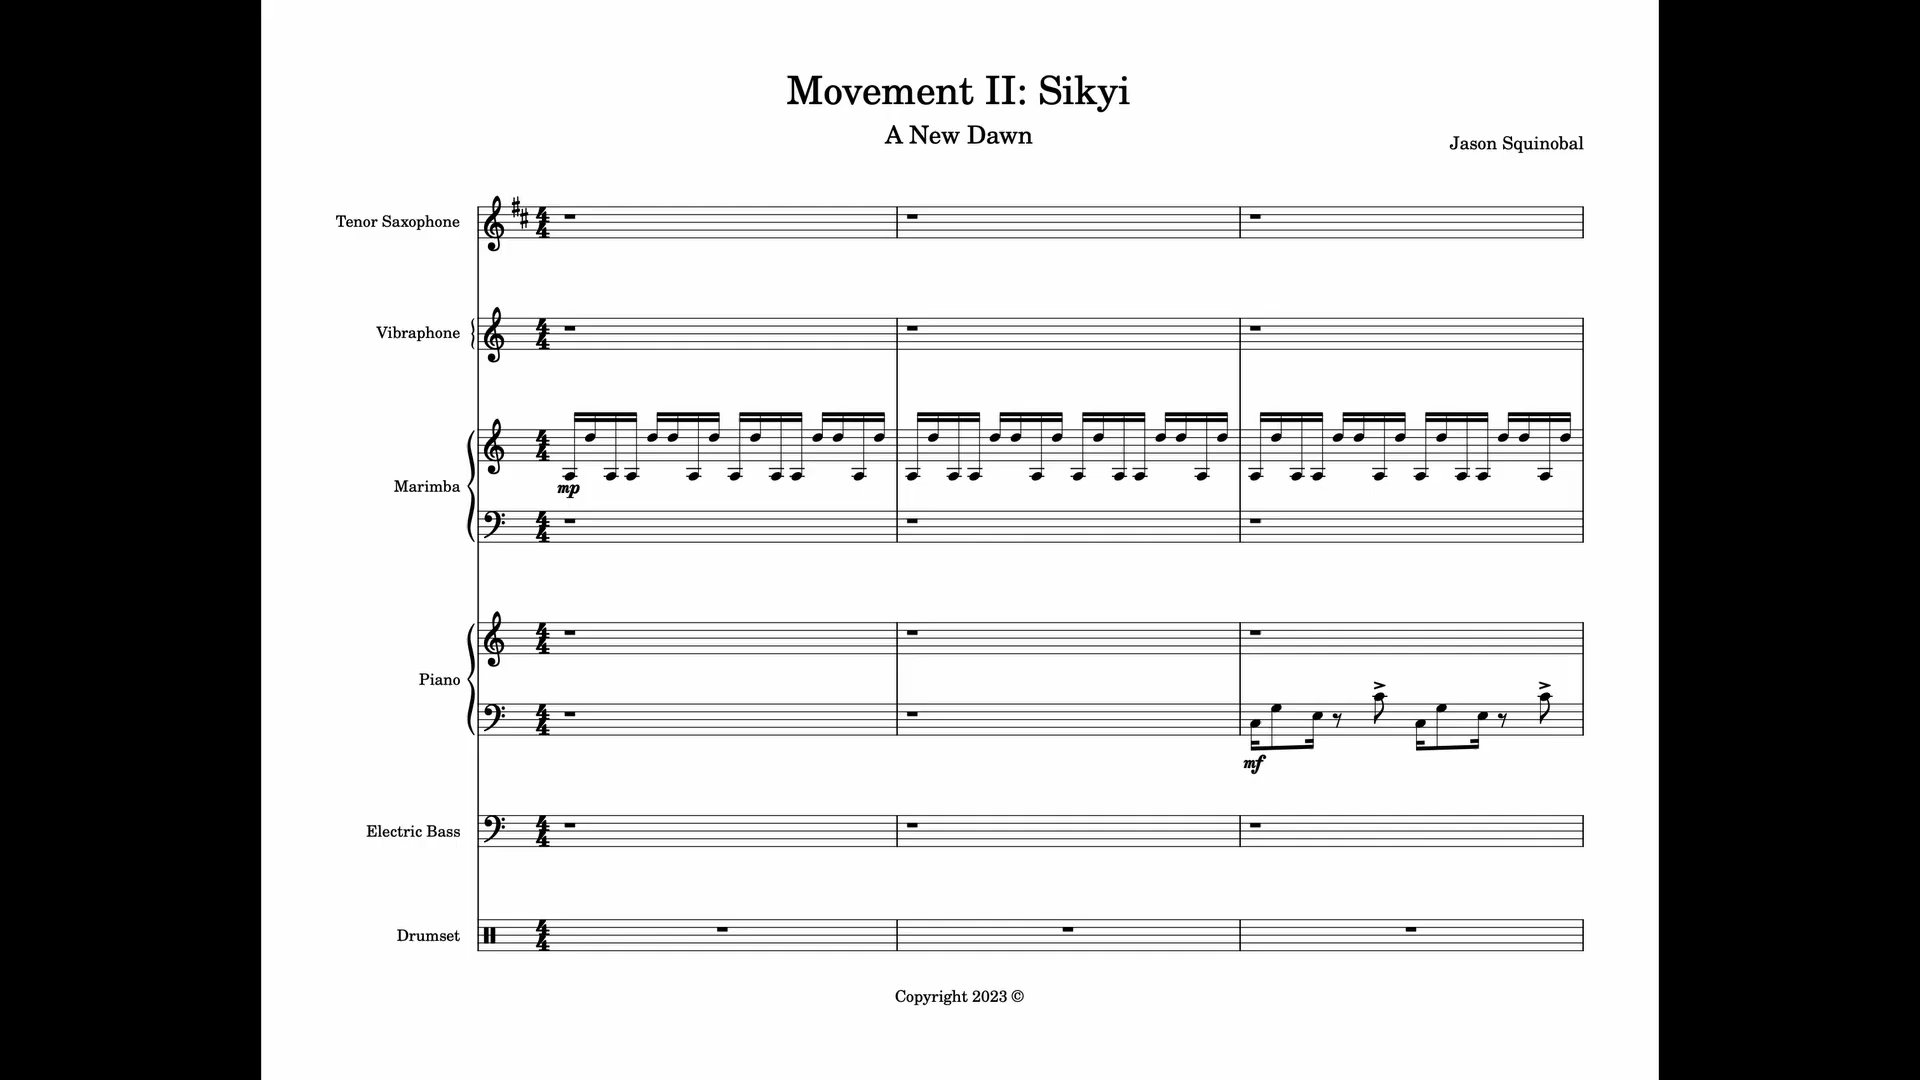 Movement II: Sikyi
A New Dawn
Jason Squinobal
Tenor Saxophone
Vibraphone
Marimba
mp
Piano
mf
Electric Bass
Drumset
Copyright 2023 ©